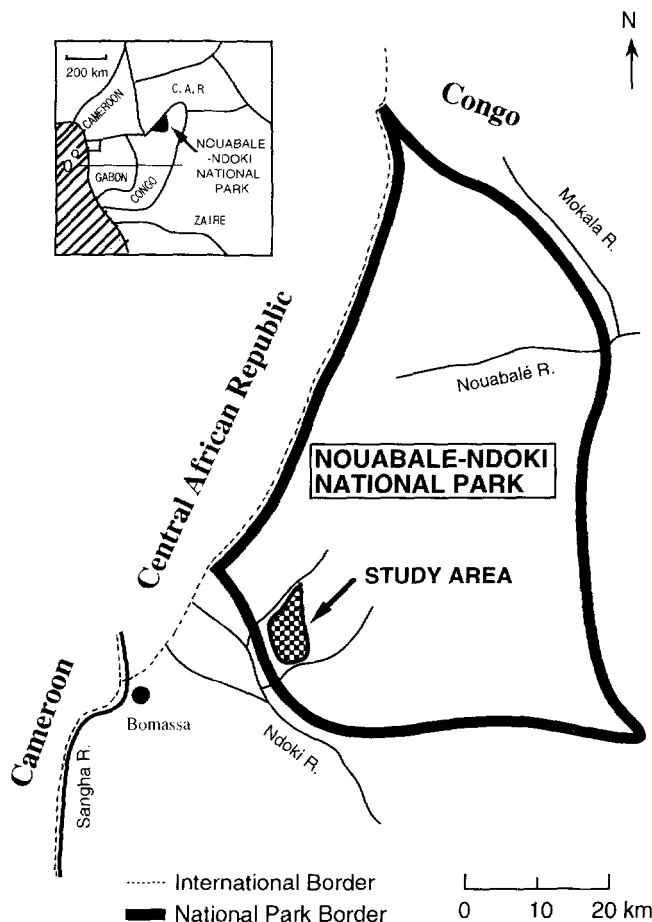 N
200 km
C.A.R
CAMEROON
NOUABALE
-NDOKI
NATIONAL
PARK
GABON
CONGO
ZAIRE
Congo
Mokala R.
Nouabalé R.
Central African Republic
NOUABALE-NDOKI
NATIONAL PARK
STUDY AREA
Cameroon
Bomassa
Sangha R.
Ndoki R.
International Border
National Park Border
0 10 20 km